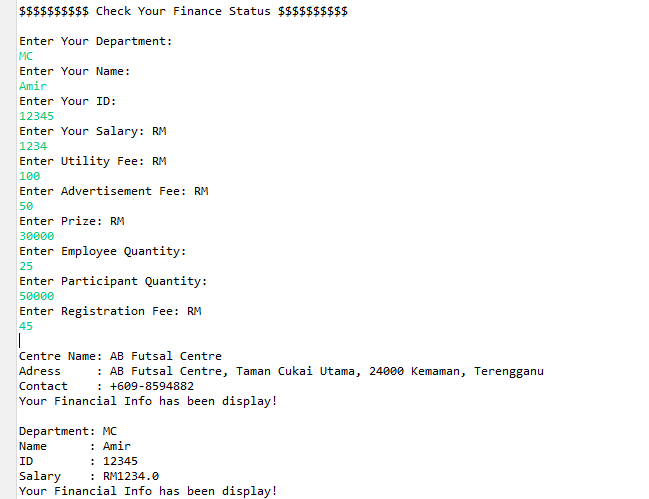 $$$$$$$$$$ Check Your Finance Status $$$$$$$$$$
Enter Your Department:
MC
Enter Your Name:
Amir
Enter Your ID:
12345
Enter Your Salary: RM
1234
Enter Utility Fee: RM
100
Enter Advertisement Fee: RM
50
Enter Prize: RM
30000
Enter Employee Quantity:
25
Enter Participant Quantity:
50000
Enter Registration Fee: RM
45
Centre Name: AB Futsal Centre
Adress     : AB Futsal Centre, Taman Cukai Utama, 24000 Kemaman, Terengganu
Contact    : +609-8594882
Your Financial Info has been display!
Department: MC
Name      : Amir
ID        : 12345
Salary    : RM1234.0
Your Financial Info has been display!